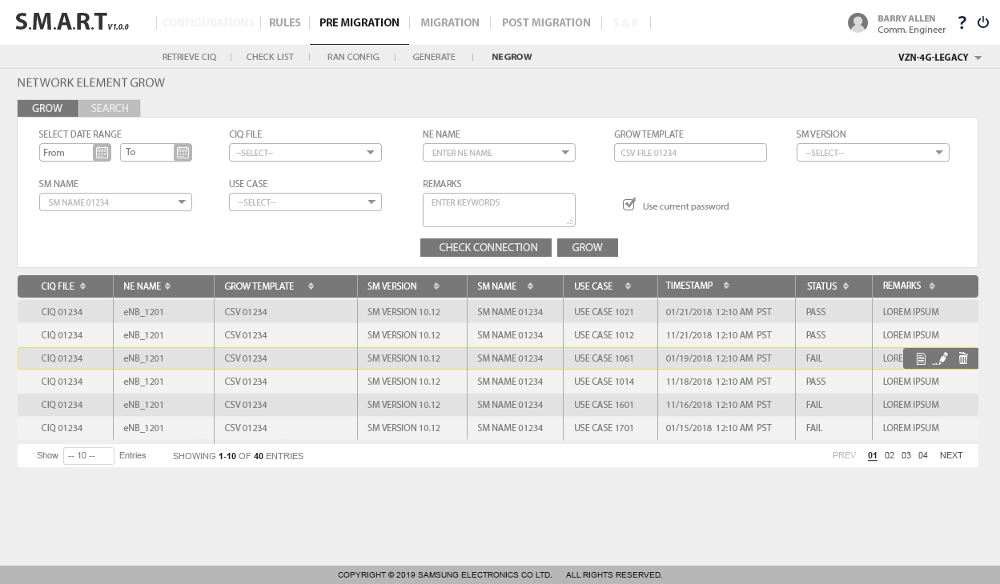 S.M.A.R.T V1.0.0 CONFIGURATIONS RULES PRE MIGRATION MIGRATION POST MIGRATION S & R BARRY ALLEN ?
Comm. Engineer
RETRIEVE CIQ | CHECK LIST | RAN CONFIG | GENERATE | NE GROW VZN-4G-LEGACY
NETWORK ELEMENT GROW
GROW SEARCH
SELECT DATE RANGE CIQ FILE NE NAME GROW TEMPLATE SM VERSION
From To --SELECT-- ENTER NE NAME CSV FILE 01234 --SELECT--
SM NAME USE CASE REMARKS
SM NAME 01234 --SELECT-- ENTER KEYWORDS Use current password
CHECK CONNECTION GROW
CIQ FILE NE NAME GROW TEMPLATE SM VERSION SM NAME USE CASE TIMESTAMP STATUS REMARKS
CIQ 01234 eNB_1201 CSV 01234 SM VERSION 10.12 SM NAME 01234 USE CASE 1021 01/21/2018 12:10 AM PST PASS LOREM IPSUM
CIQ 01234 eNB_1201 CSV 01234 SM VERSION 10.12 SM NAME 01234 USE CASE 1012 11/21/2018 12:10 AM PST PASS LOREM IPSUM
CIQ 01234 eNB_1201 CSV 01234 SM VERSION 10.12 SM NAME 01234 USE CASE 1061 01/19/2018 12:10 AM PST FAIL LORE
CIQ 01234 eNB_1201 CSV 01234 SM VERSION 10.12 SM NAME 01234 USE CASE 1014 11/18/2018 12:10 AM PST PASS LOREM IPSUM
CIQ 01234 eNB_1201 CSV 01234 SM VERSION 10.12 SM NAME 01234 USE CASE 1601 11/16/2018 12:10 AM PST FAIL LOREM IPSUM
CIQ 01234 eNB_1201 CSV 01234 SM VERSION 10.12 SM NAME 01234 USE CASE 1701 01/15/2018 12:10 AM PST FAIL LOREM IPSUM
Show -- 10 -- Entries SHOWING 1-10 OF 40 ENTRIES PREV 01 02 03 04 NEXT
COPYRIGHT © 2019 SAMSUNG ELECTRONICS CO LTD. ALL RIGHTS RESERVED.